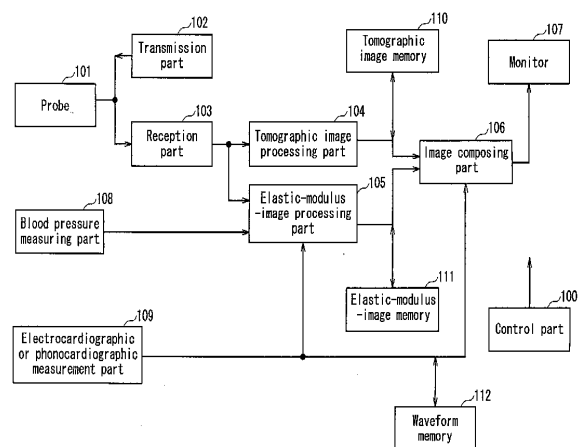 102
Transmission
part
110
Tomographic
image memory
107
Monitor
101
Probe
103
Reception
part
104
Tomographic image
processing part
106
Image composing
part
105
Elastic-modulus
-image processing
part
108
Blood pressure
measuring part
111
Elastic-modulus
-image memory
100
Control part
109
Electrocardiographic
or phonocardiographic
measurement part
112
Waveform
memory